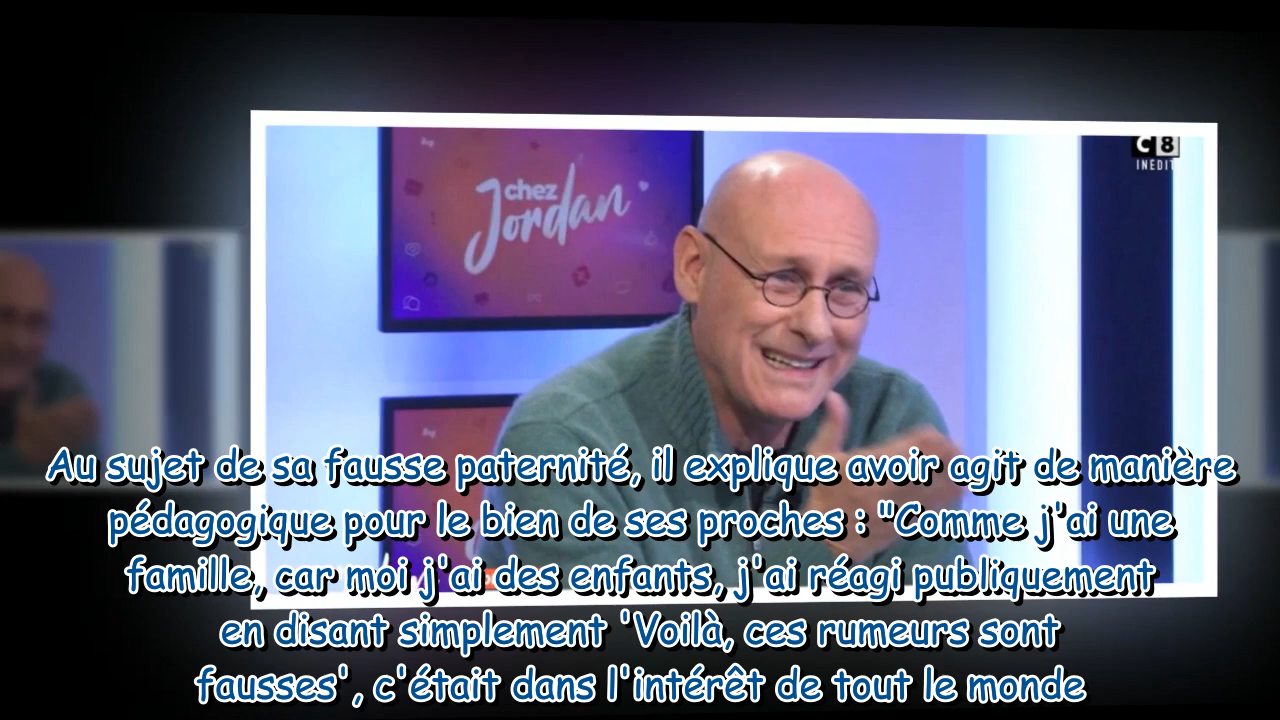 C8
INÉDIT
chez
Jordan
Au sujet de sa fausse paternité, il explique avoir agit de manière
pédagogique pour le bien de ses proches : "Comme j'ai une
famille, car moi j'ai des enfants, j'ai réagi publiquement
en disant simplement 'Voilà, ces rumeurs sont
fausses', c'était dans l'intérêt de tout le monde